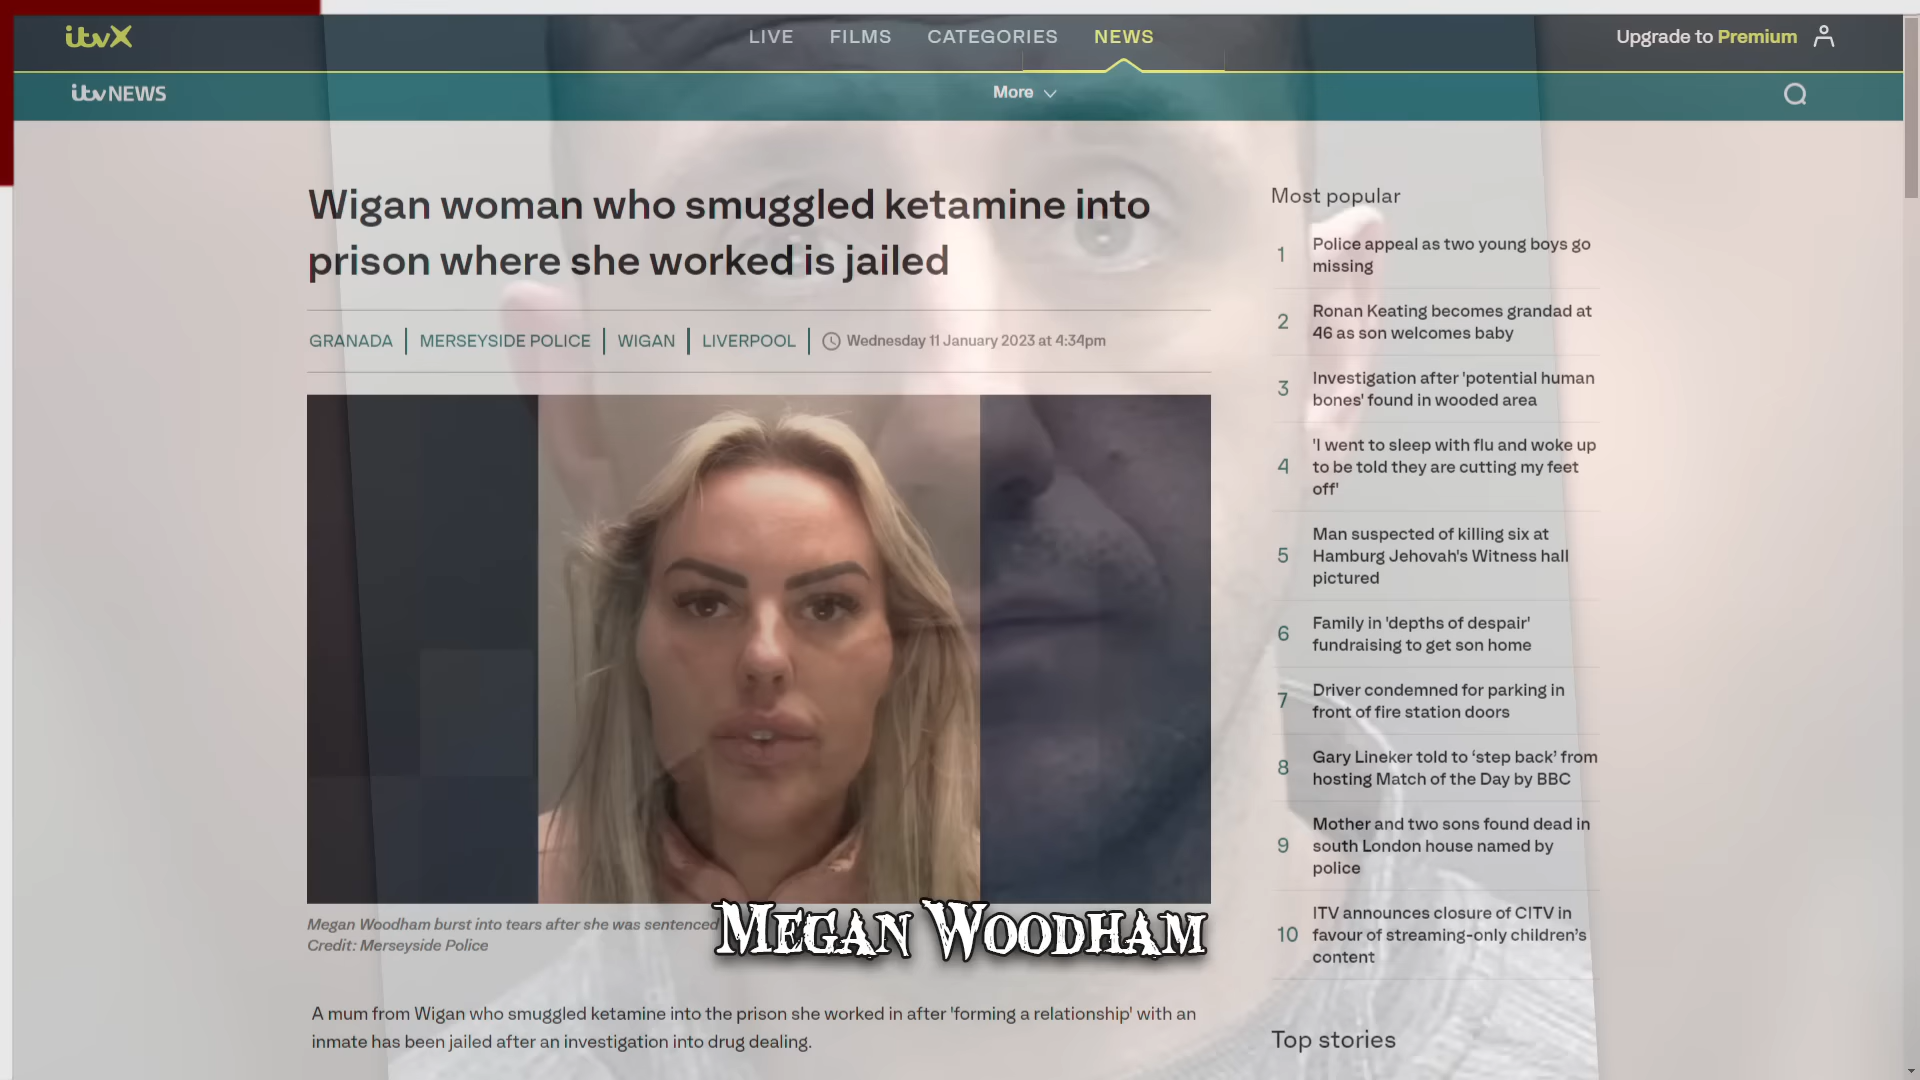 itvX
LIVE
FILMS
CATEGORIES
NEWS
Upgrade to Premium
itv NEWS
More
Wigan woman who smuggled ketamine into
prison where she worked is jailed
GRANADA
MERSEYSIDE POLICE
WIGAN
LIVERPOOL
Wednesday 11 January 2023 at 4:34pm
Megan Woodham burst into tears after she was sentenced
Credit: Merseyside Police
MEGAN WOODHAM
A mum from Wigan who smuggled ketamine into the prison she worked in after 'forming a relationship' with an
inmate has been jailed after an investigation into drug dealing.
Most popular
1
Police appeal as two young boys go
missing
2
Ronan Keating becomes grandad at
46 as son welcomes baby
3
Investigation after 'potential human
bones' found in wooded area
4
'I went to sleep with flu and woke up
to be told they are cutting my feet
off'
5
Man suspected of killing six at
Hamburg Jehovah's Witness hall
pictured
6
Family in 'depths of despair'
fundraising to get son home
7
Driver condemned for parking in
front of fire station doors
8
Gary Lineker told to ‘step back’ from
hosting Match of the Day by BBC
9
Mother and two sons found dead in
south London house named by
police
10
ITV announces closure of CITV in
favour of streaming-only children’s
content
Top stories